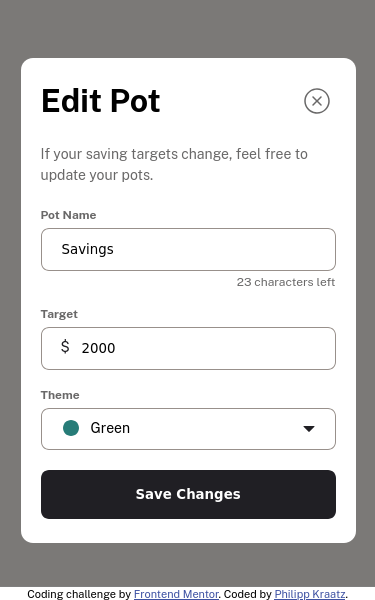 Edit Pot
If your saving targets change, feel free to
update your pots.
Pot Name
Savings
23 characters left
Target
$ 2000
Theme
Green
Save Changes
Coding challenge by Frontend Mentor. Coded by Philipp Kraatz.